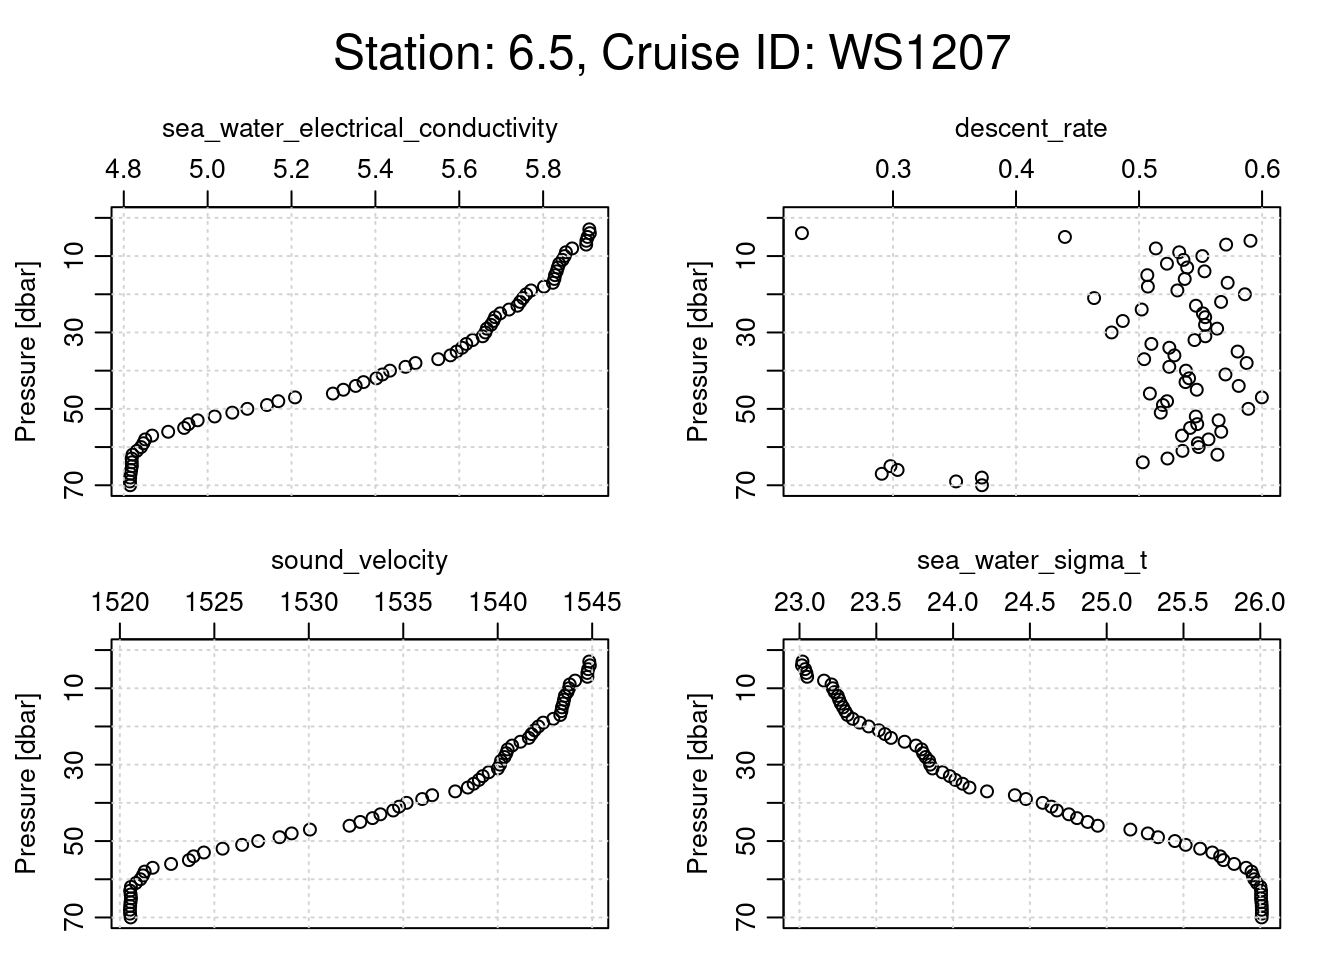 Station: 6.5, Cruise ID: WS1207
sea_water_electrical_conductivity
4.8 5.0 5.2 5.4 5.6 5.8
Pressure [dbar]
10
30
50
70
descent_rate
0.3 0.4 0.5 0.6
Pressure [dbar]
10
30
50
70
sound_velocity
1520 1525 1530 1535 1540 1545
Pressure [dbar]
10
30
50
70
sea_water_sigma_t
23.0 23.5 24.0 24.5 25.0 25.5 26.0
Pressure [dbar]
10
30
50
70